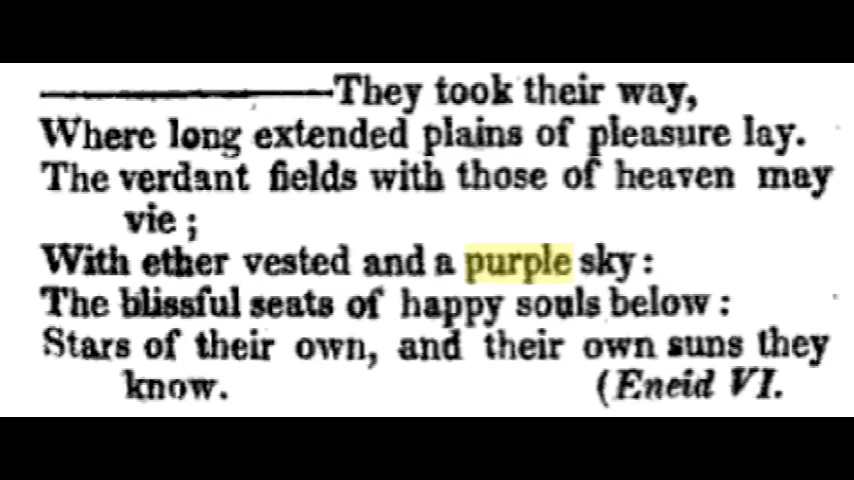 ————They took their way,
Where long extended plains of pleasure lay.
The verdant fields with those of heaven may
vie ;
With ether vested and a purple sky :
The blissful seats of happy souls below :
Stars of their own, and their own suns they
know. (Eneid VI.